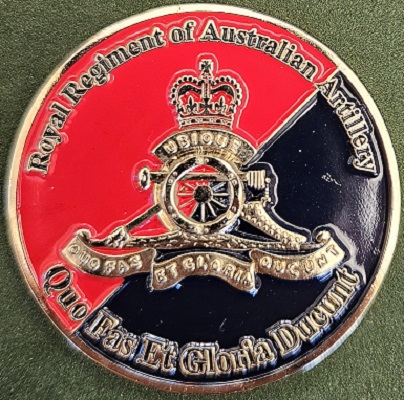 Royal Regiment of Australian Artillery
UBIQUE
QUO FAS ET GLORIA DUCUNT
Quo Fas Et Gloria Ducunt